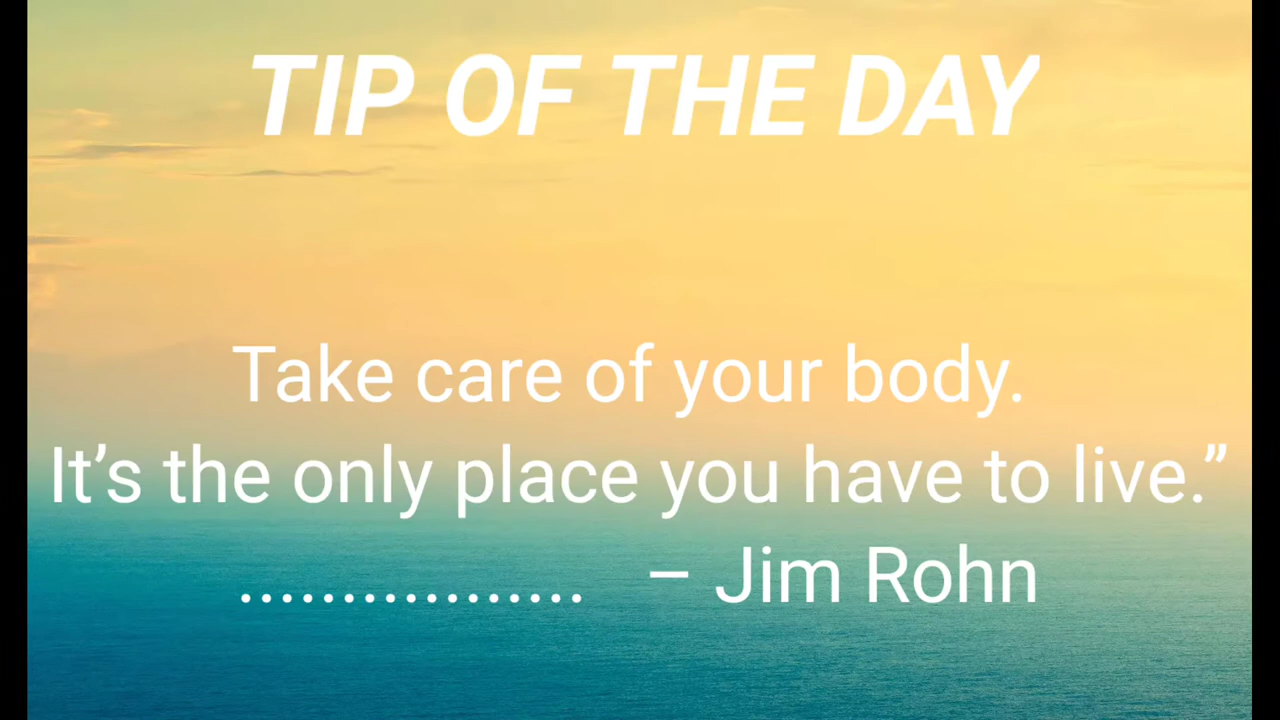 TIP OF THE DAY
Take care of your body.
It’s the only place you have to live.”
................. – Jim Rohn